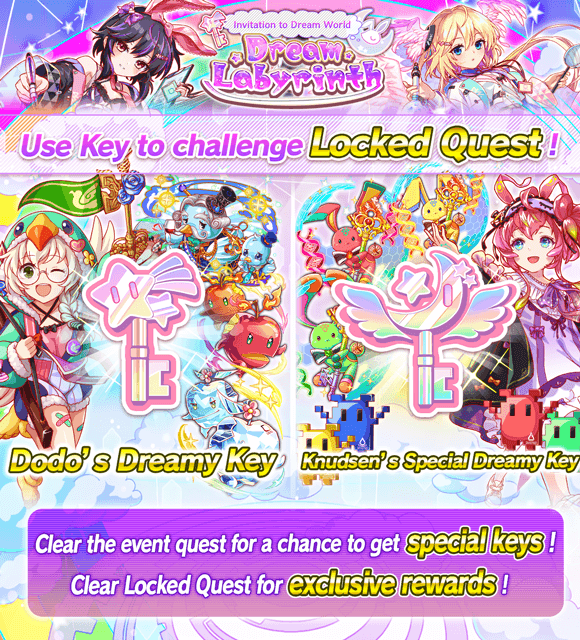 Invitation to Dream World
Dream
Labyrinth
Use Key to challenge Locked Quest !
Dodo's Dreamy Key
Knudsen's Special Dreamy Key
Clear the event quest for a chance to get special keys !
Clear Locked Quest for exclusive rewards !